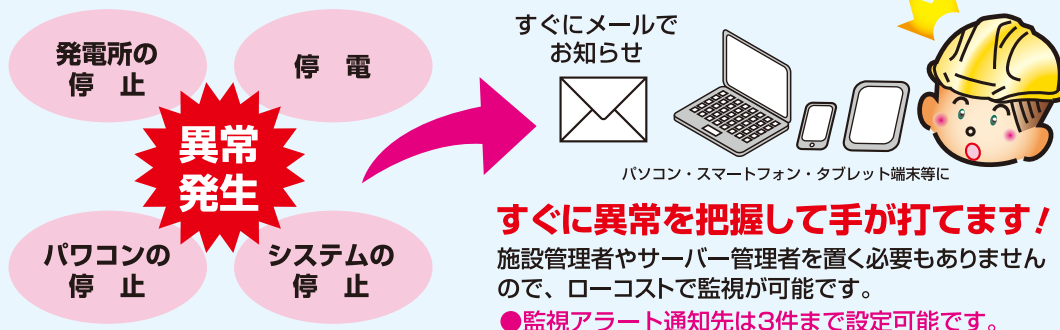 発電所の
停　止
停　電
異常
発生
パワコンの
停　止
システムの
停　止
すぐにメールで
お知らせ
パソコン・スマートフォン・タブレット端末等に
すぐに異常を把握して手が打てます！
施設管理者やサーバー管理者を置く必要もありません
ので、ローコストで監視が可能です。
●監視アラート通知先は3件まで設定可能です。